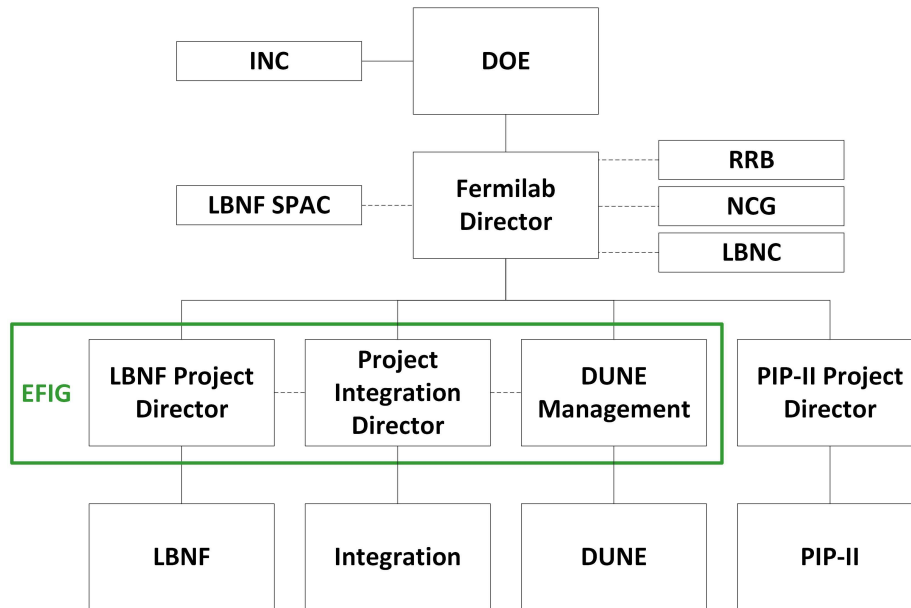 INC
DOE
RRB
Fermilab
Director
LBNF SPAC
NCG
LBNC
EFIG
LBNF Project
Director
Project
Integration
Director
DUNE
Management
PIP-II Project
Director
LBNF
Integration
DUNE
PIP-II